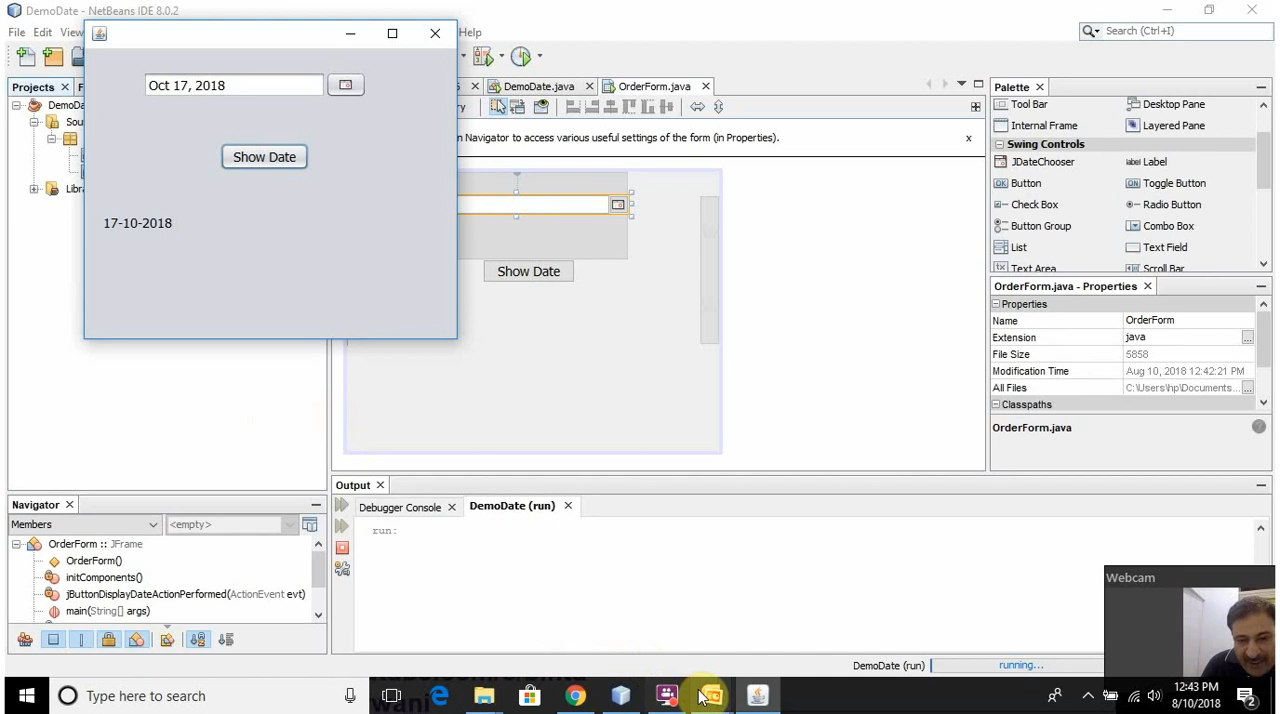 DemoDate - NetBeans IDE 8.0.2
File Edit View
Help
Search (Ctrl+I)
Oct 17, 2018
Show Date
17-10-2018
Projects
DemoDate.java
OrderForm.java
n Navigator to access various useful settings of the form (in Properties).
x
Show Date
Palette
Tool Bar
Desktop Pane
Internal Frame
Layered Pane
Swing Controls
JDateChooser
label Label
OK Button
ON Toggle Button
Check Box
Radio Button
Button Group
Combo Box
List
Text Field
Text Area
Scroll Bar
OrderForm.java - Properties
Properties
Name
OrderForm
Extension
java
File Size
5858
Modification Time
Aug 10, 2018 12:42:21 PM
All Files
C:\Users\hp\Documents...
Classpaths
OrderForm.java
Output
Debugger Console
DemoDate (run)
run:
Navigator
Members
<empty>
OrderForm :: JFrame
OrderForm()
initComponents()
jButtonDisplayDateActionPerformed(ActionEvent evt)
main(String[] args)
Webcam
DemoDate (run)
running...
Type here to search
wani
12:43 PM
8/10/2018
2